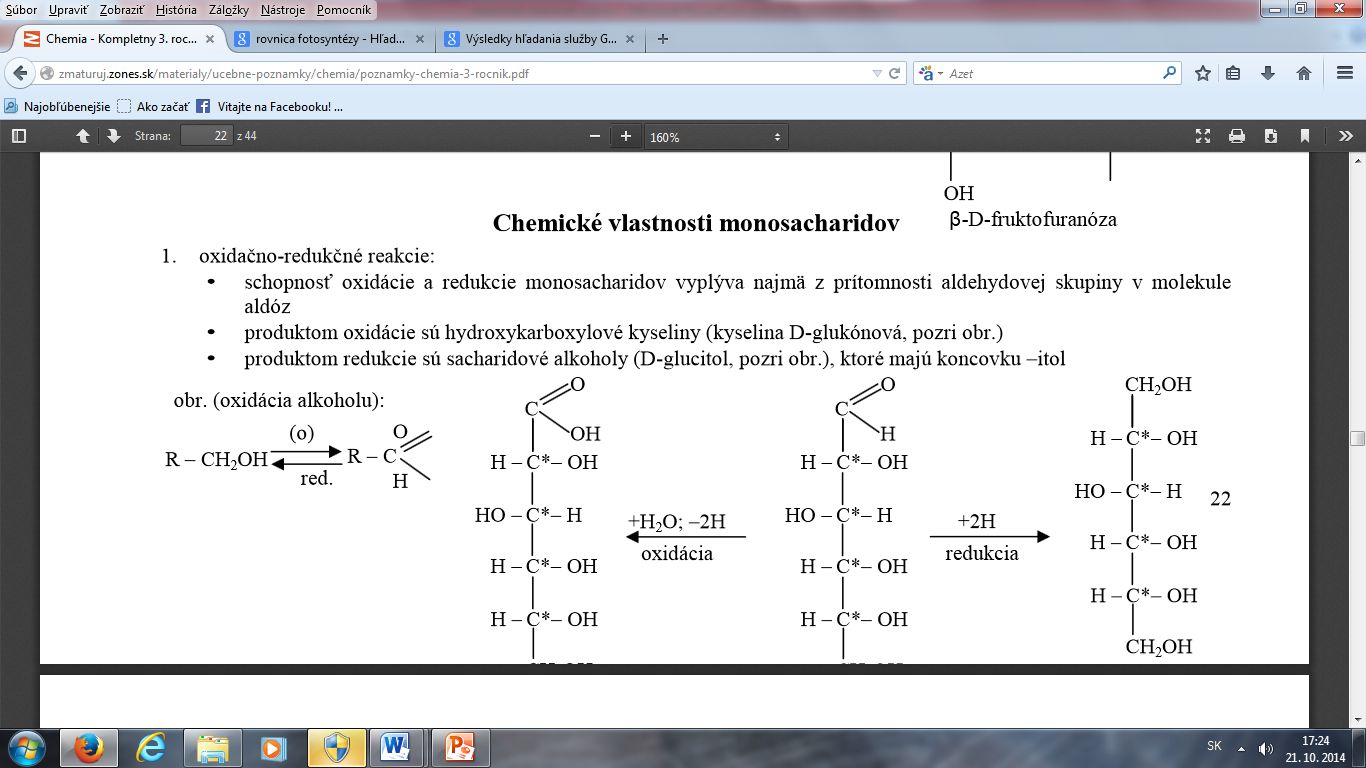 Súbor Upraviť Zobraziť História Záložky Nástroje Pomocník
Chemia - Kompletny 3. roc... × rovnica fotosyntézy - Hľad... × Výsledky hľadania služby G... × +
zmaturuj.zones.sk/materialy/ucebne-poznamky/chemia/poznamky-chemia-3-rocnik.pdf
Azet
Najobľúbenejšie Ako začať Vitajte na Facebooku! ...
Strana: 22 z 44
160%
OH
Chemické vlastnosti monosacharidov
β-D-fruktofuranóza
1. oxidačno-redukčné reakcie:
• schopnosť oxidácie a redukcie monosacharidov vyplýva najmä z prítomnosti aldehydovej skupiny v molekule
aldóz
• produktom oxidácie sú hydroxykarboxylové kyseliny (kyselina D-glukónová, pozri obr.)
• produktom redukcie sú sacharidové alkoholy (D-glucitol, pozri obr.), ktoré majú koncovku –itol
obr. (oxidácia alkoholu):
(o)
R – CH₂OH
red.
O
R – C
H
O
C
OH
H – C*– OH
HO – C*– H
H – C*– OH
H – C*– OH
+H₂O; –2H
oxidácia
O
C
H
H – C*– OH
HO – C*– H
H – C*– OH
H – C*– OH
+2H
redukcia
CH₂OH
H – C*– OH
HO – C*– H
H – C*– OH
H – C*– OH
CH₂OH
22
SK
17:24
21. 10. 2014